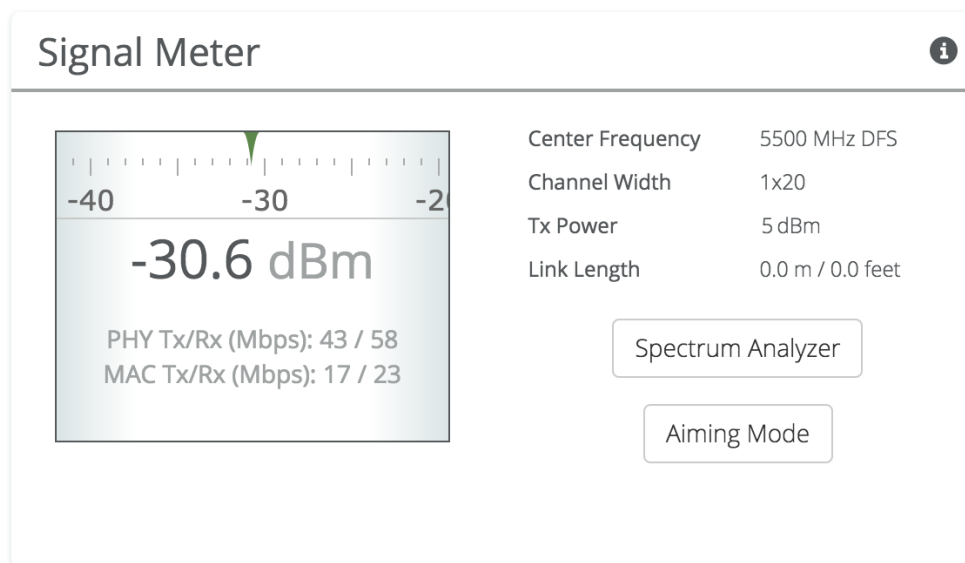 Signal Meter
-40 -30 -20
-30.6 dBm
PHY Tx/Rx (Mbps): 43 / 58
MAC Tx/Rx (Mbps): 17 / 23
Center Frequency 5500 MHz DFS
Channel Width 1x20
Tx Power 5 dBm
Link Length 0.0 m / 0.0 feet
Spectrum Analyzer
Aiming Mode